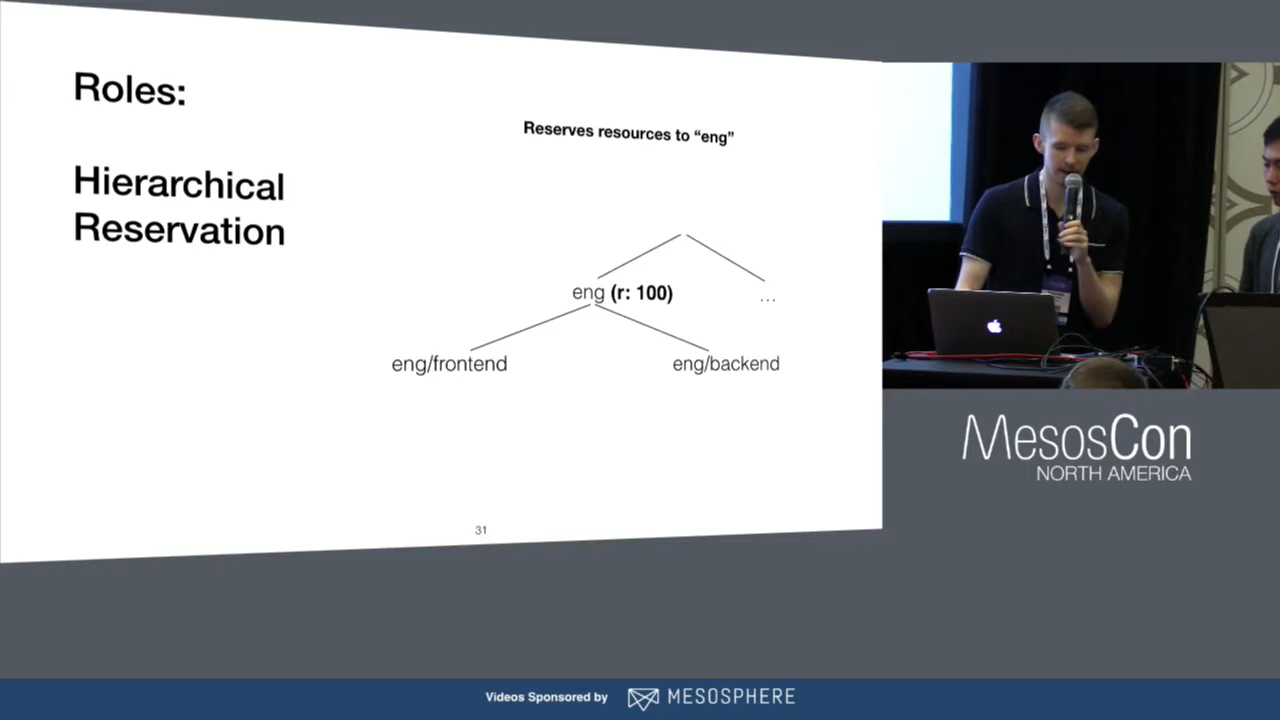 Roles:
Hierarchical
Reservation
Reserves resources to “eng”
eng (r: 100)
...
eng/frontend
eng/backend
31
MesosCon
NORTH AMERICA
Videos Sponsored by MESOSPHERE